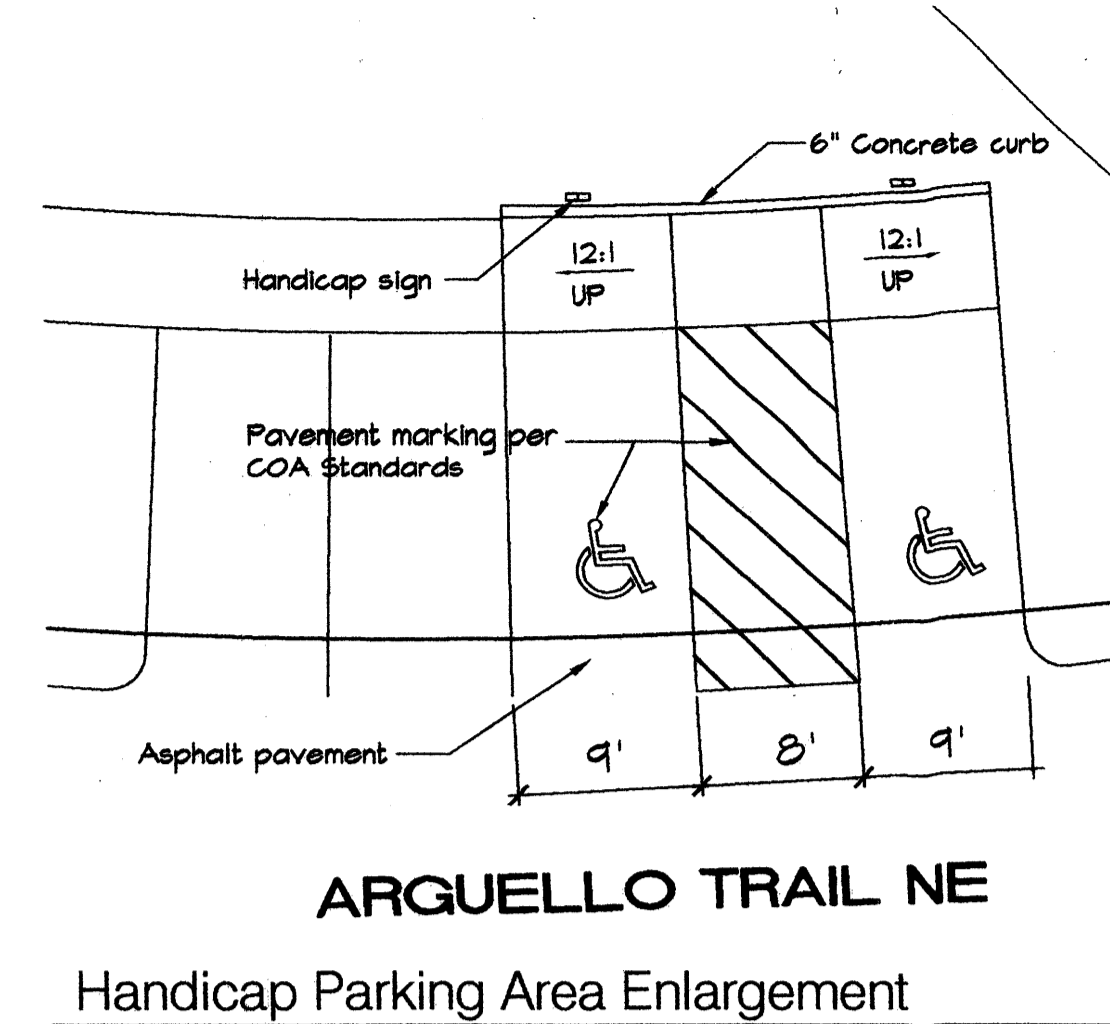 6" Concrete curb
12:1
UP
12:1
UP
Handicap sign
Pavement marking per
COA Standards
Asphalt pavement
9'
8'
9'
ARGUELLO TRAIL NE
Handicap Parking Area Enlargement